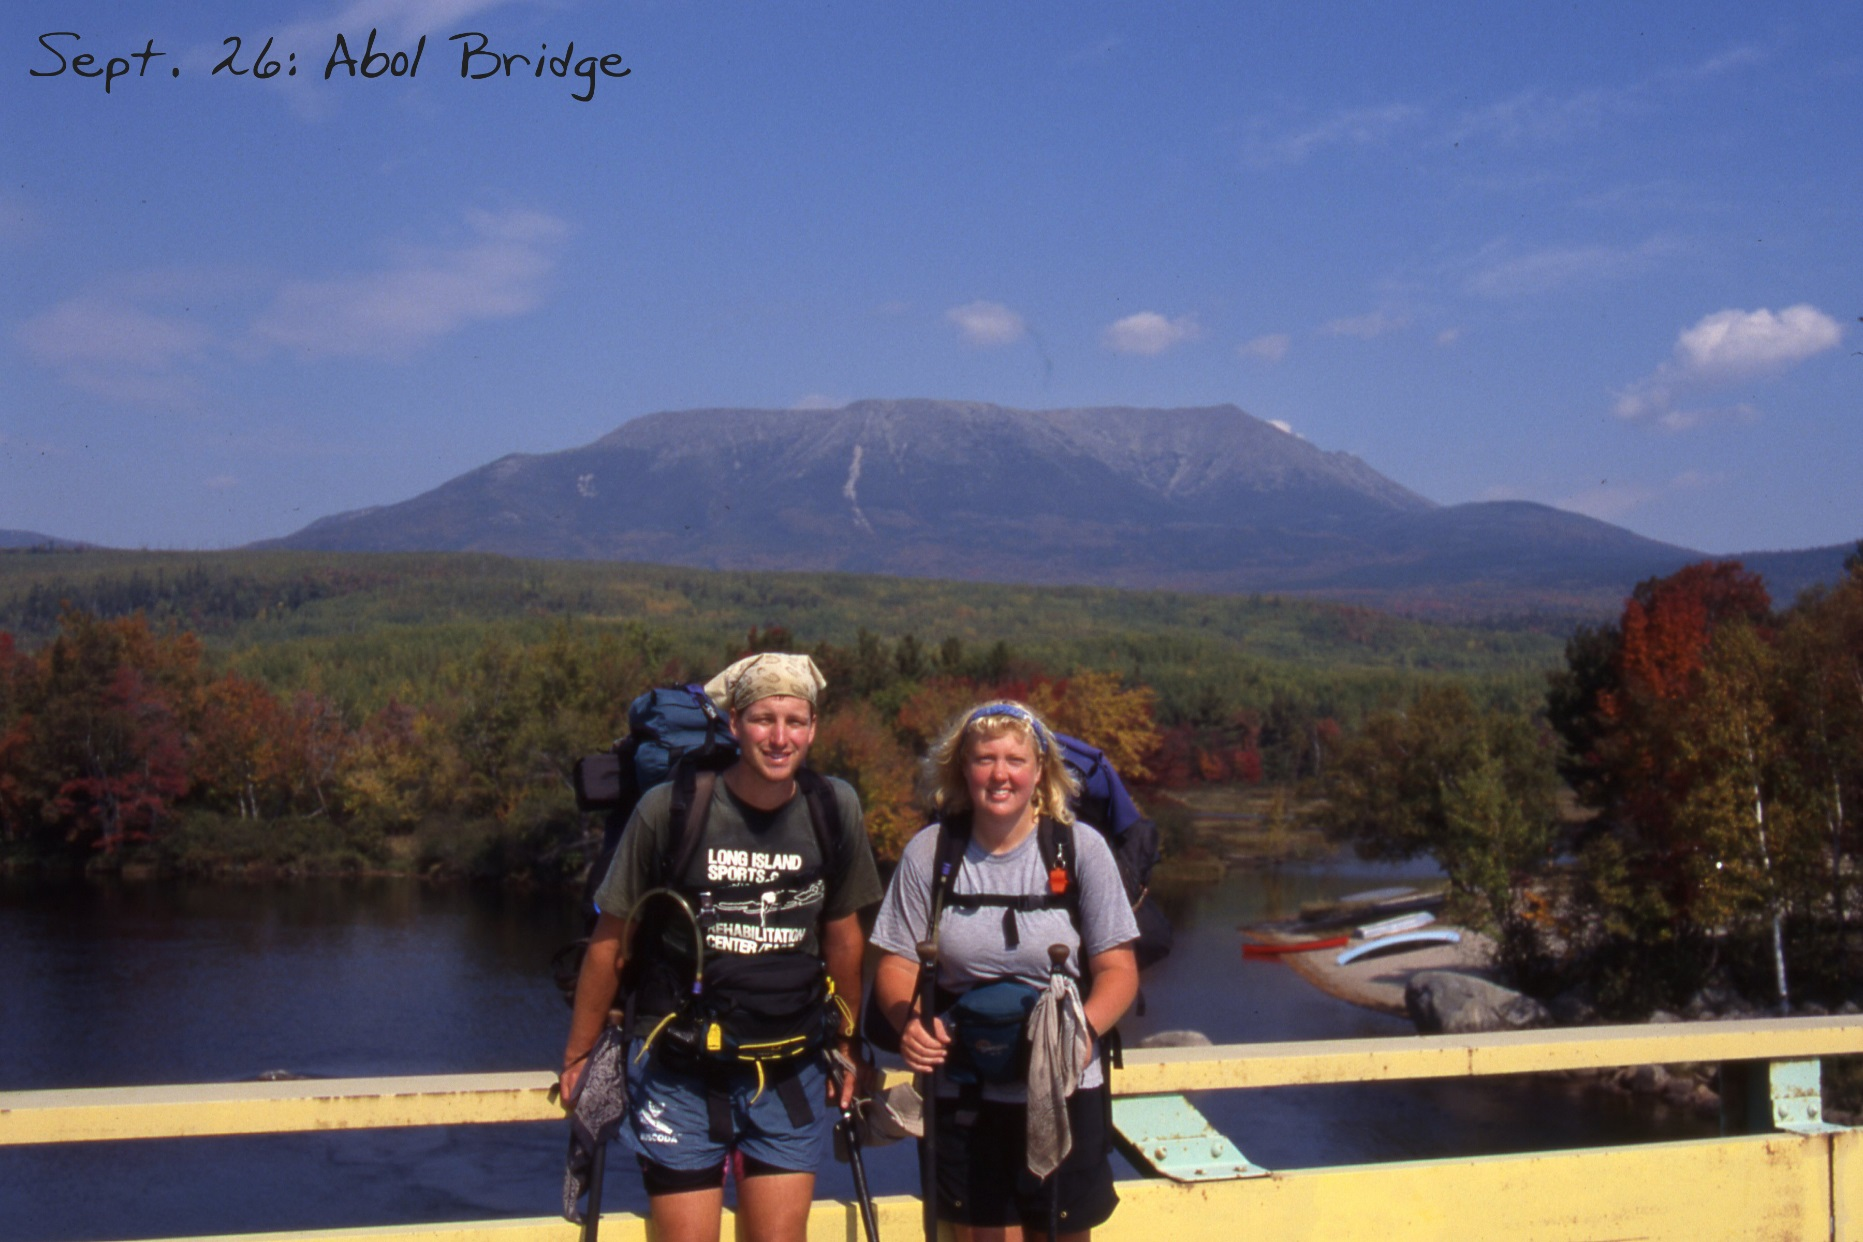 Sept. 26: Abol Bridge
LONG ISLAND
SPORTS
REHABILITATION
CENTER